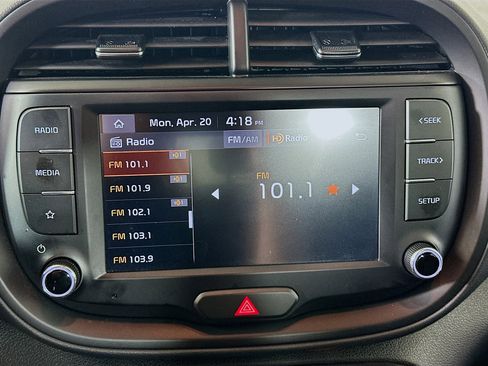 Mon, Apr. 20 4:18 PM
Radio FM/AM HD Radio
FM 101.1
FM 101.9
FM 102.1
FM 103.1
FM 103.9
FM
101.1
RADIO
MEDIA
<SEEK
TRACK>
SETUP